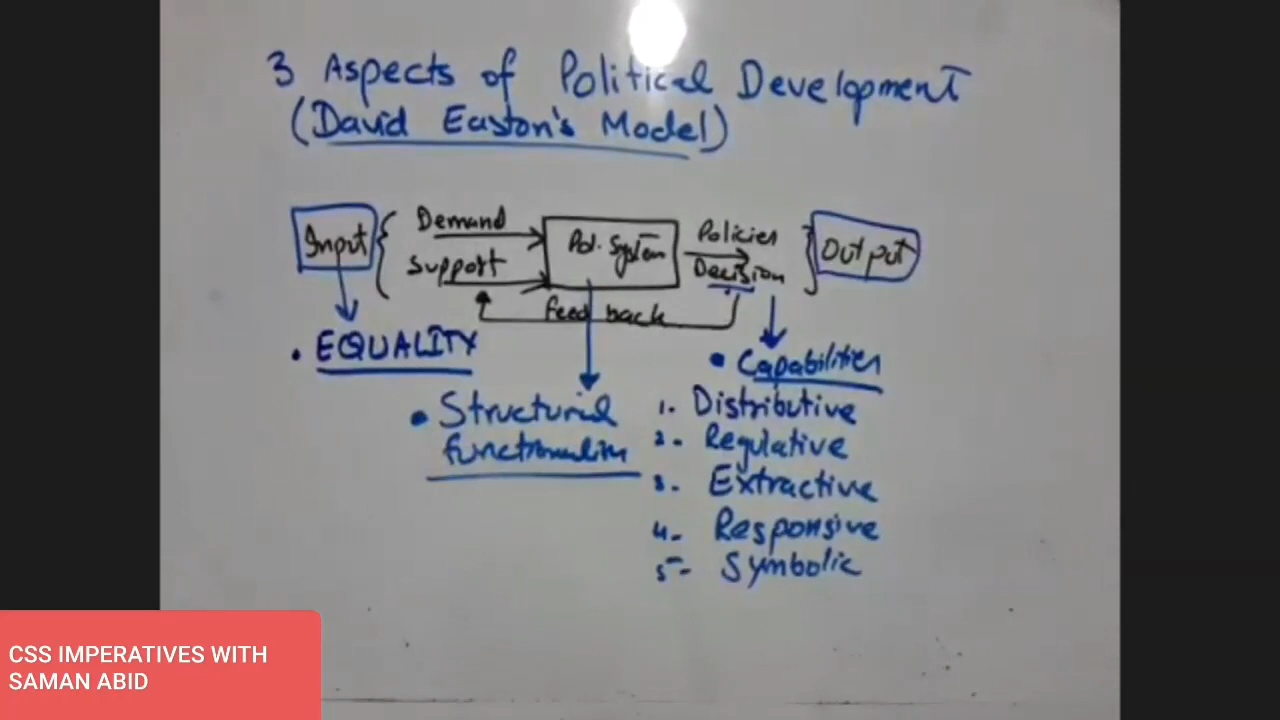 3 Aspects of Political Development
(David Easton's Model)
Input
Demand
Support
Pol. System
Policies
Decision
Output
feed back
• EQUALITY
• Structural
functionalism
• Capabilities
1. Distributive
2- Regulative
3. Extractive
4- Responsive
5- Symbolic
CSS IMPERATIVES WITH
SAMAN ABID